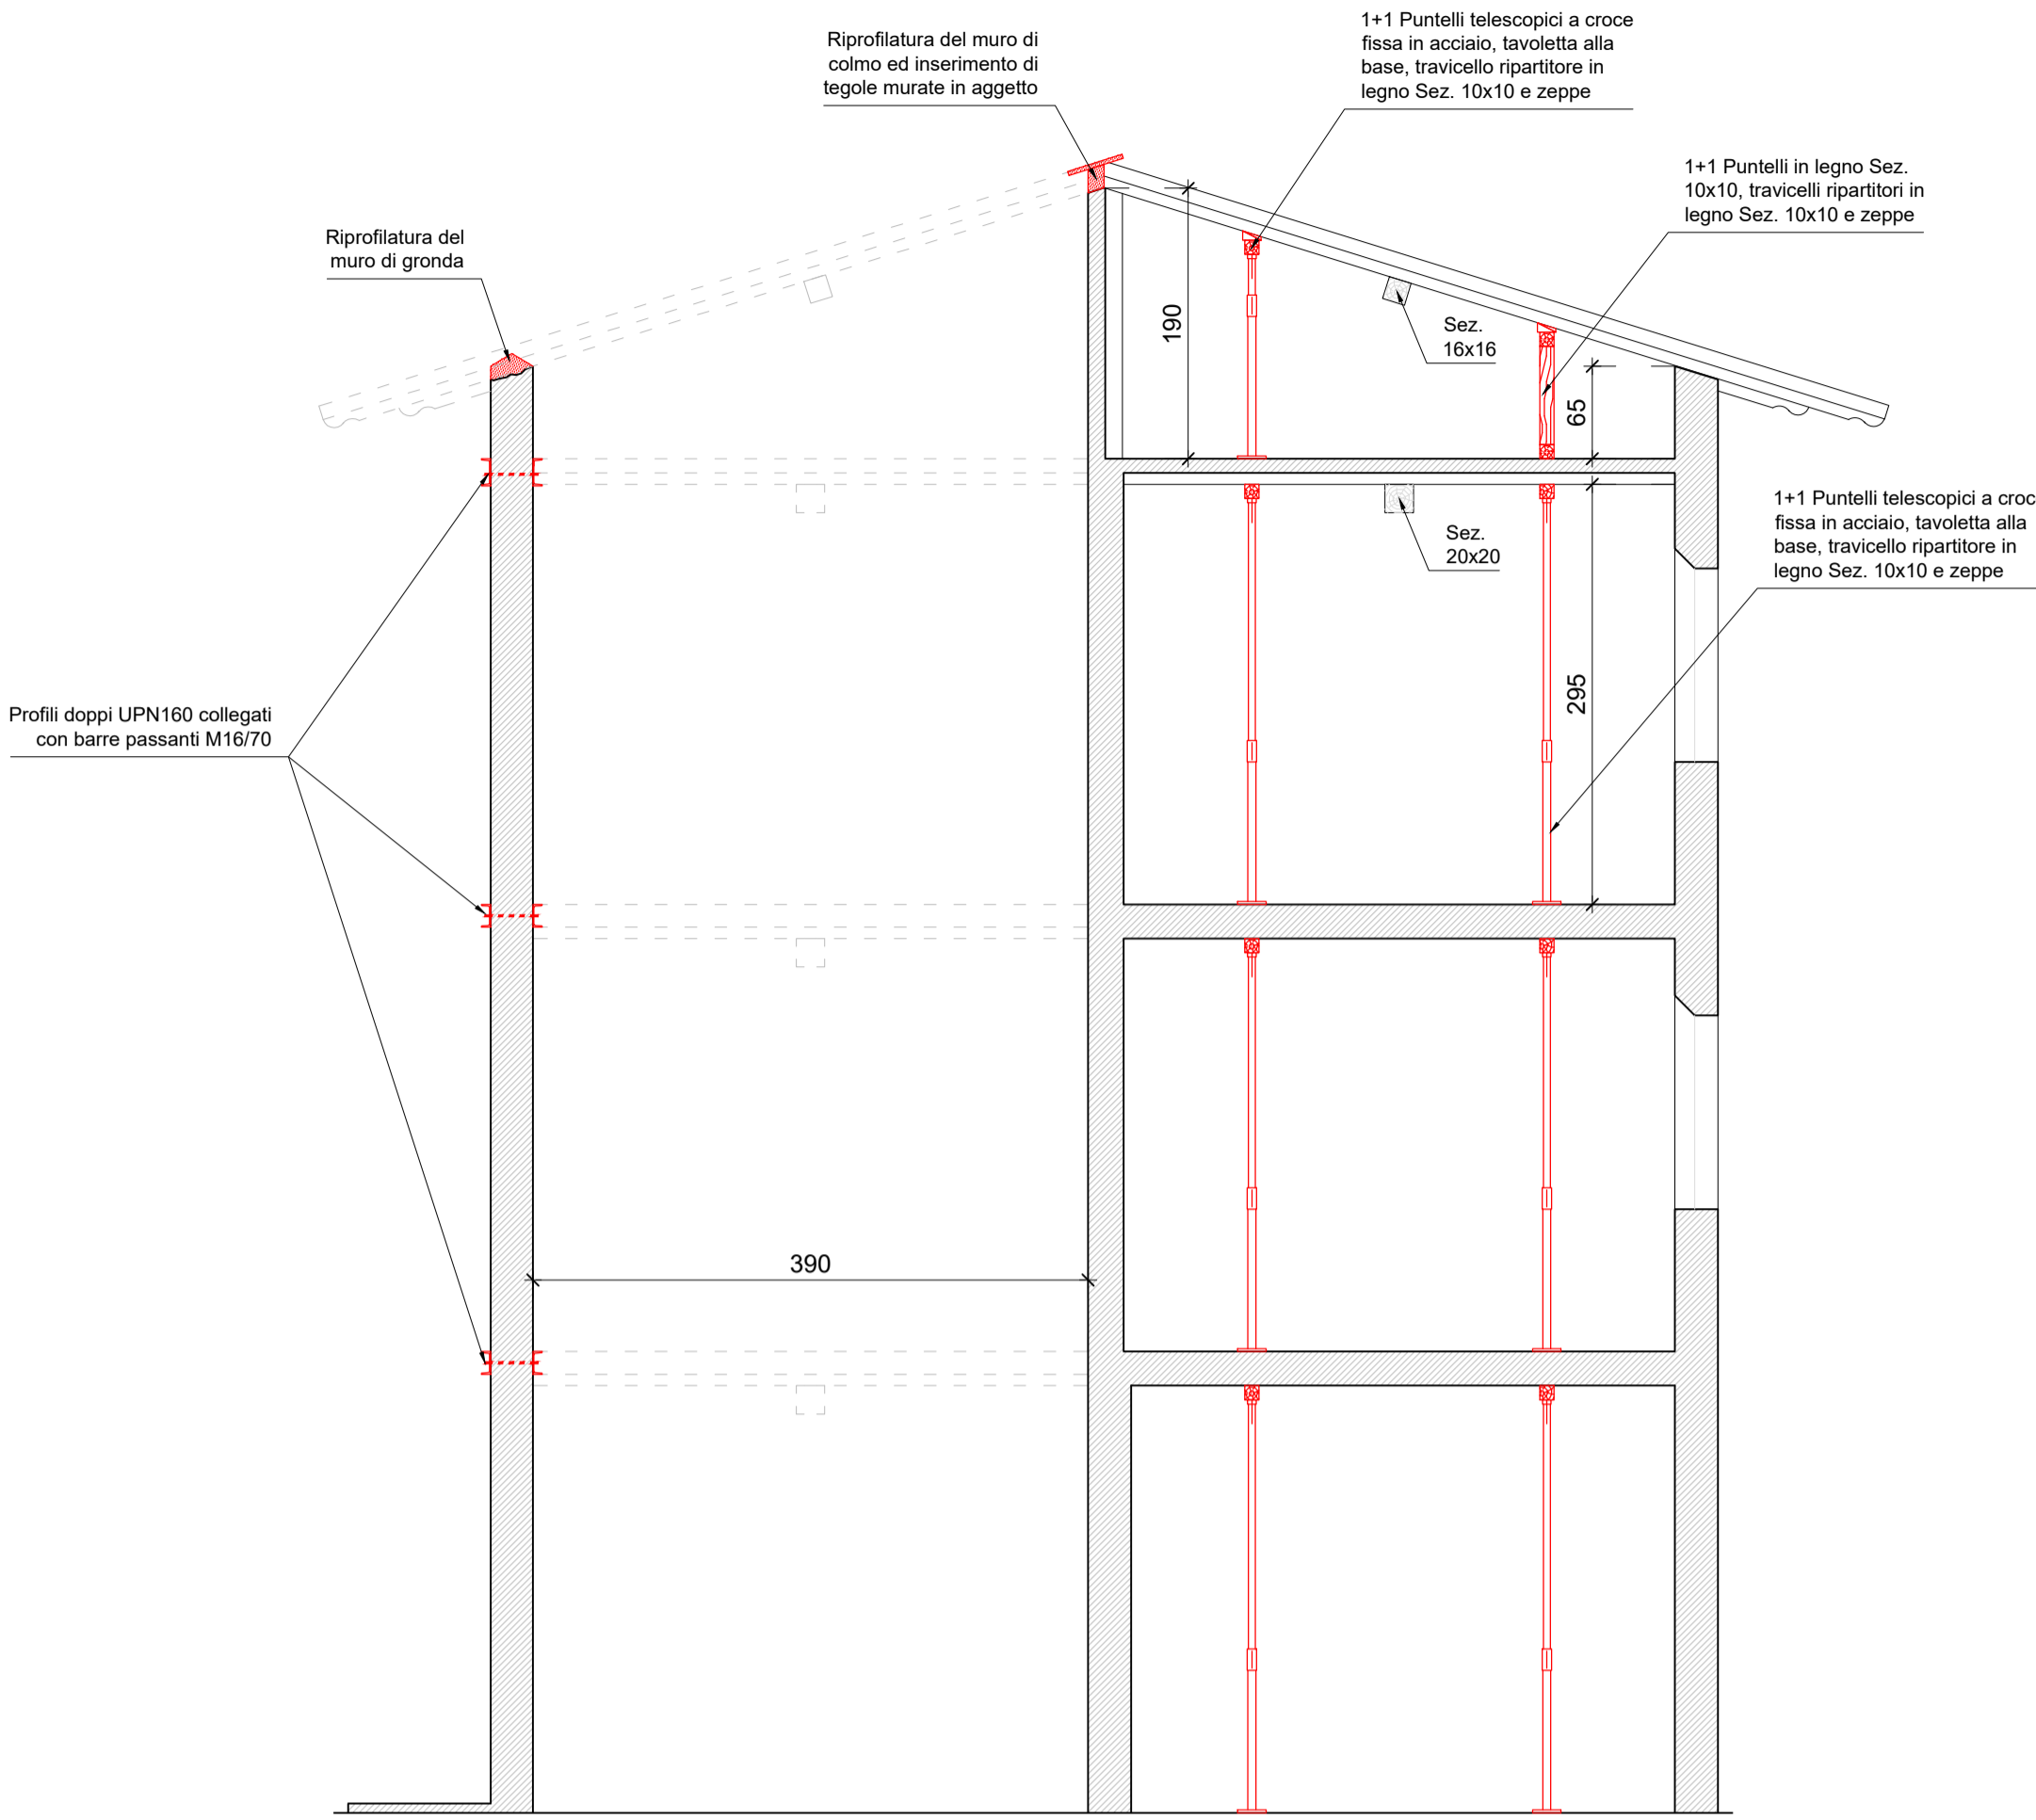 1+1 Puntelli telescopici a croce
fissa in acciaio, tavoletta alla
base, travicello ripartitore in
legno Sez. 10x10 e zeppe
Riprofilatura del muro di
colmo ed inserimento di
tegole murate in aggetto
1+1 Puntelli in legno Sez.
10x10, travicelli ripartitori in
legno Sez. 10x10 e zeppe
Riprofilatura del
muro di gronda
190
Sez.
16x16
65
1+1 Puntelli telescopici a croc
fissa in acciaio, tavoletta alla
base, travicello ripartitore in
legno Sez. 10x10 e zeppe
Sez.
20x20
295
Profili doppi UPN160 collegati
con barre passanti M16/70
390